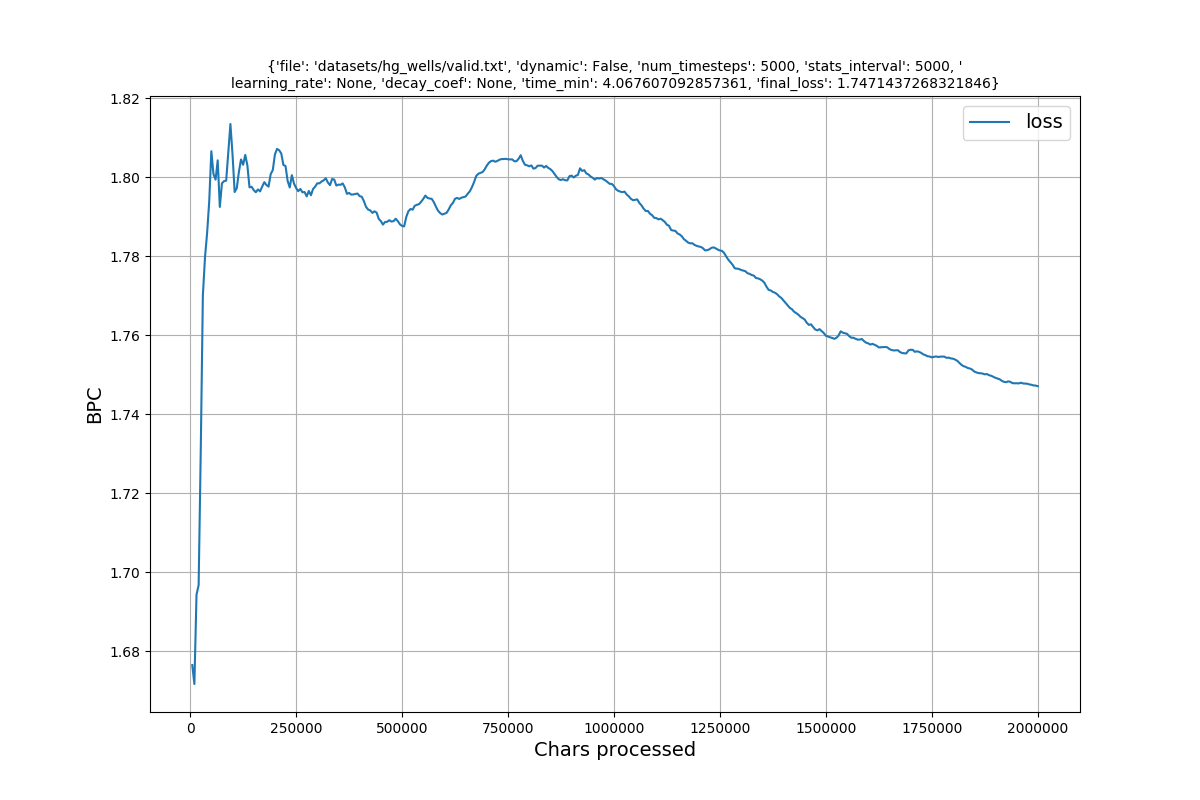 {'file': 'datasets/hg_wells/valid.txt', 'dynamic': False, 'num_timesteps': 5000, 'stats_interval': 5000, '
learning_rate': None, 'decay_coef': None, 'time_min': 4.067607092857361, 'final_loss': 1.7471437268321846}
loss
1.82
1.80
1.78
1.76
1.74
1.72
1.70
1.68
BPC
0 250000 500000 750000 1000000 1250000 1500000 1750000 2000000
Chars processed